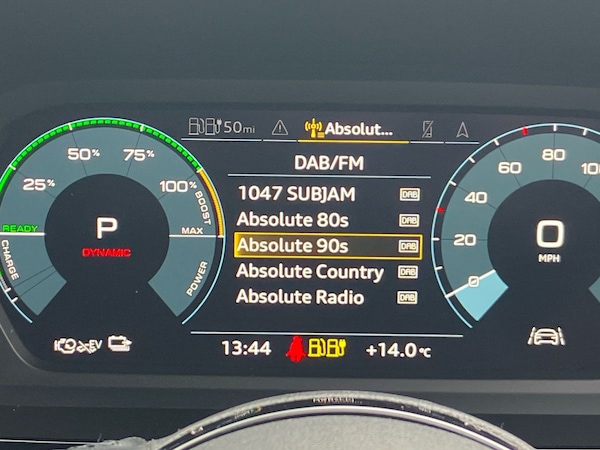 50mi Absolut...
DAB/FM
1047 SUBJAM DAB
Absolute 80s DAB
Absolute 90s DAB
Absolute Country DAB
Absolute Radio DAB
13:44 +14.0°C
25%
50%
75%
100%
BOOST
MAX
READY
CHARGE
POWER
P
DYNAMIC
EV
0
20
40
60
80
100
0
MPH